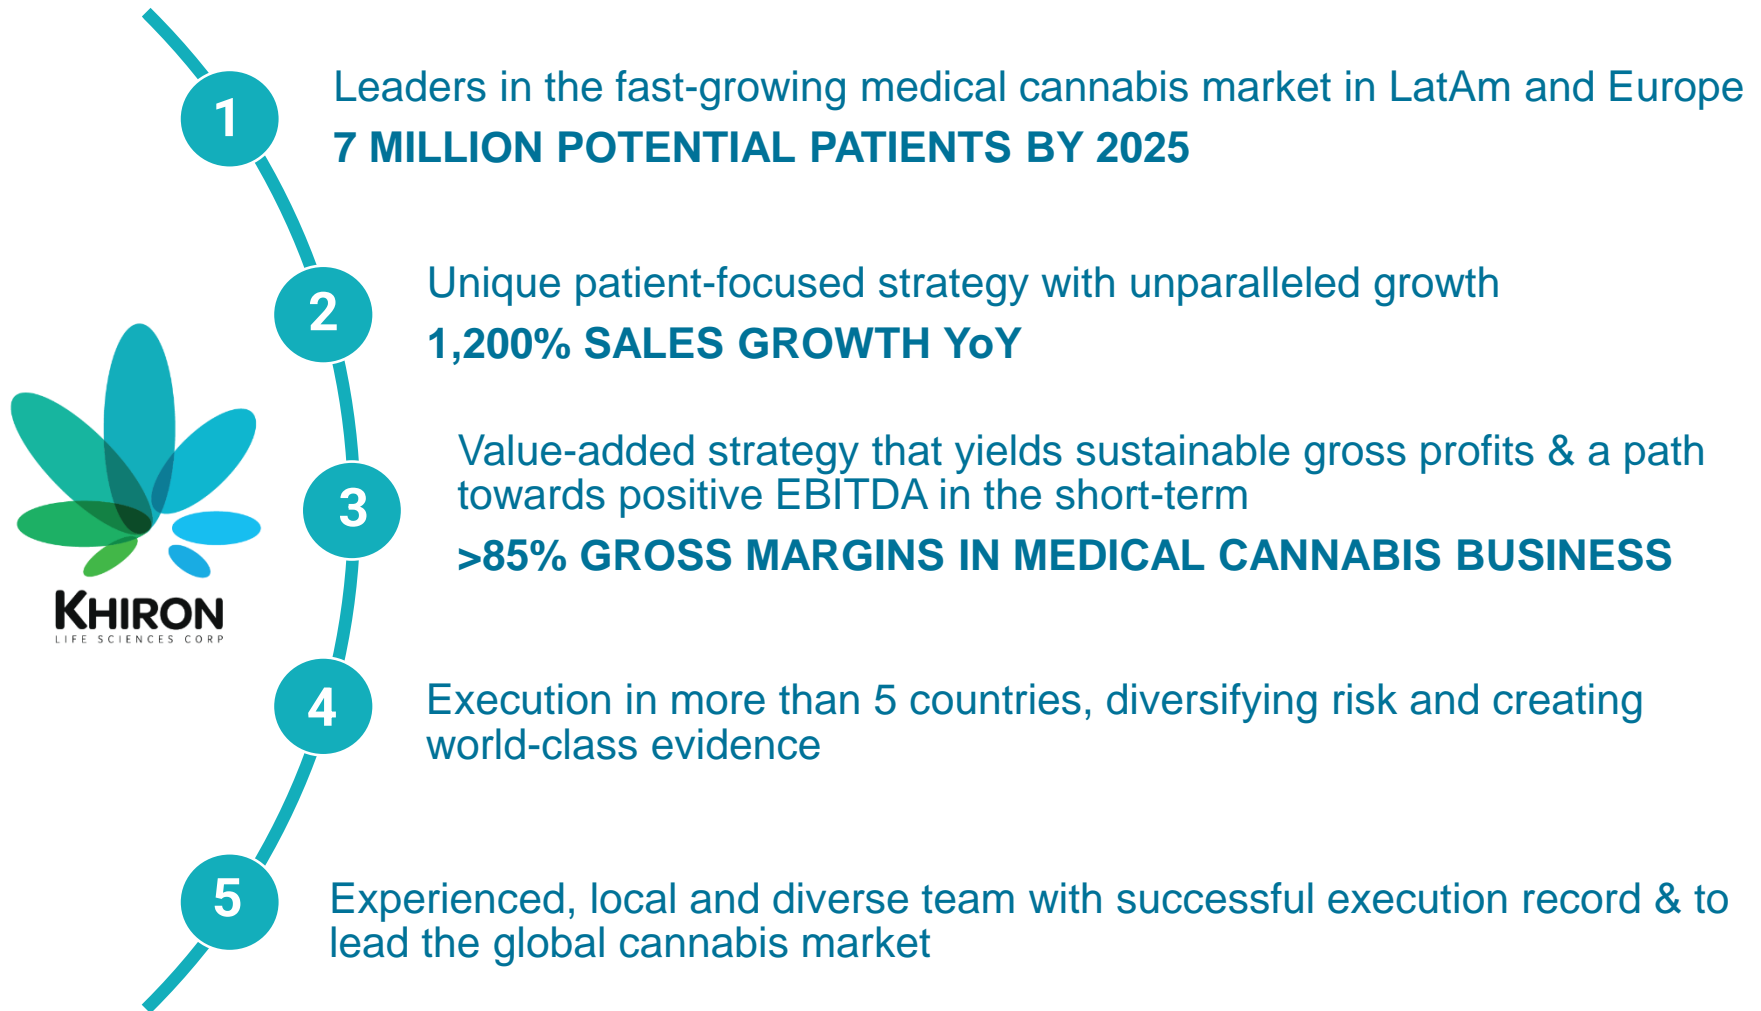 1
Leaders in the fast-growing medical cannabis market in LatAm and Europe
7 MILLION POTENTIAL PATIENTS BY 2025
2
Unique patient-focused strategy with unparalleled growth
1,200% SALES GROWTH YoY
3
Value-added strategy that yields sustainable gross profits & a path
towards positive EBITDA in the short-term
>85% GROSS MARGINS IN MEDICAL CANNABIS BUSINESS
KHIRON
LIFE SCIENCES CORP
4
Execution in more than 5 countries, diversifying risk and creating
world-class evidence
5
Experienced, local and diverse team with successful execution record & to
lead the global cannabis market